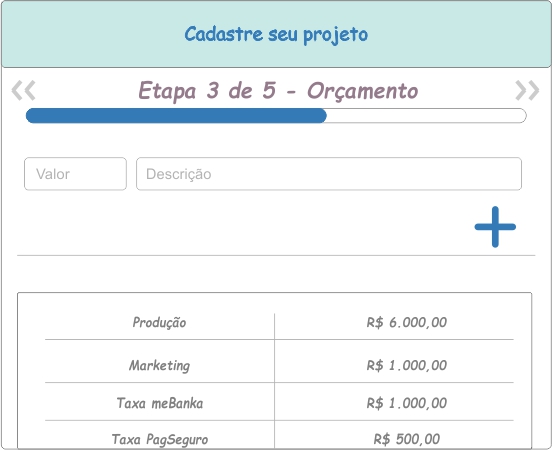 Cadastre seu projeto
Etapa 3 de 5 - Orçamento
Valor Descrição
Produção R$ 6.000,00
Marketing R$ 1.000,00
Taxa meBanka R$ 1.000,00
Taxa PagSeguro R$ 500,00